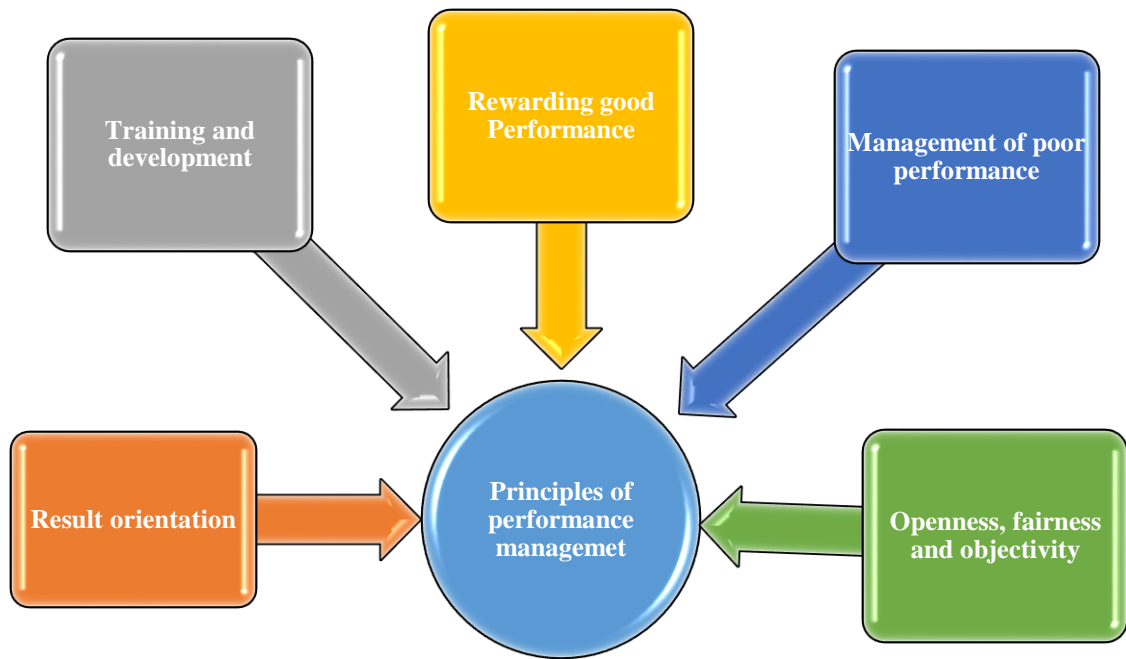 Training and
development
Rewarding good
Performance
Management of poor
performance
Result orientation
Principles of
performance
managemet
Openness, fairness
and objectivity